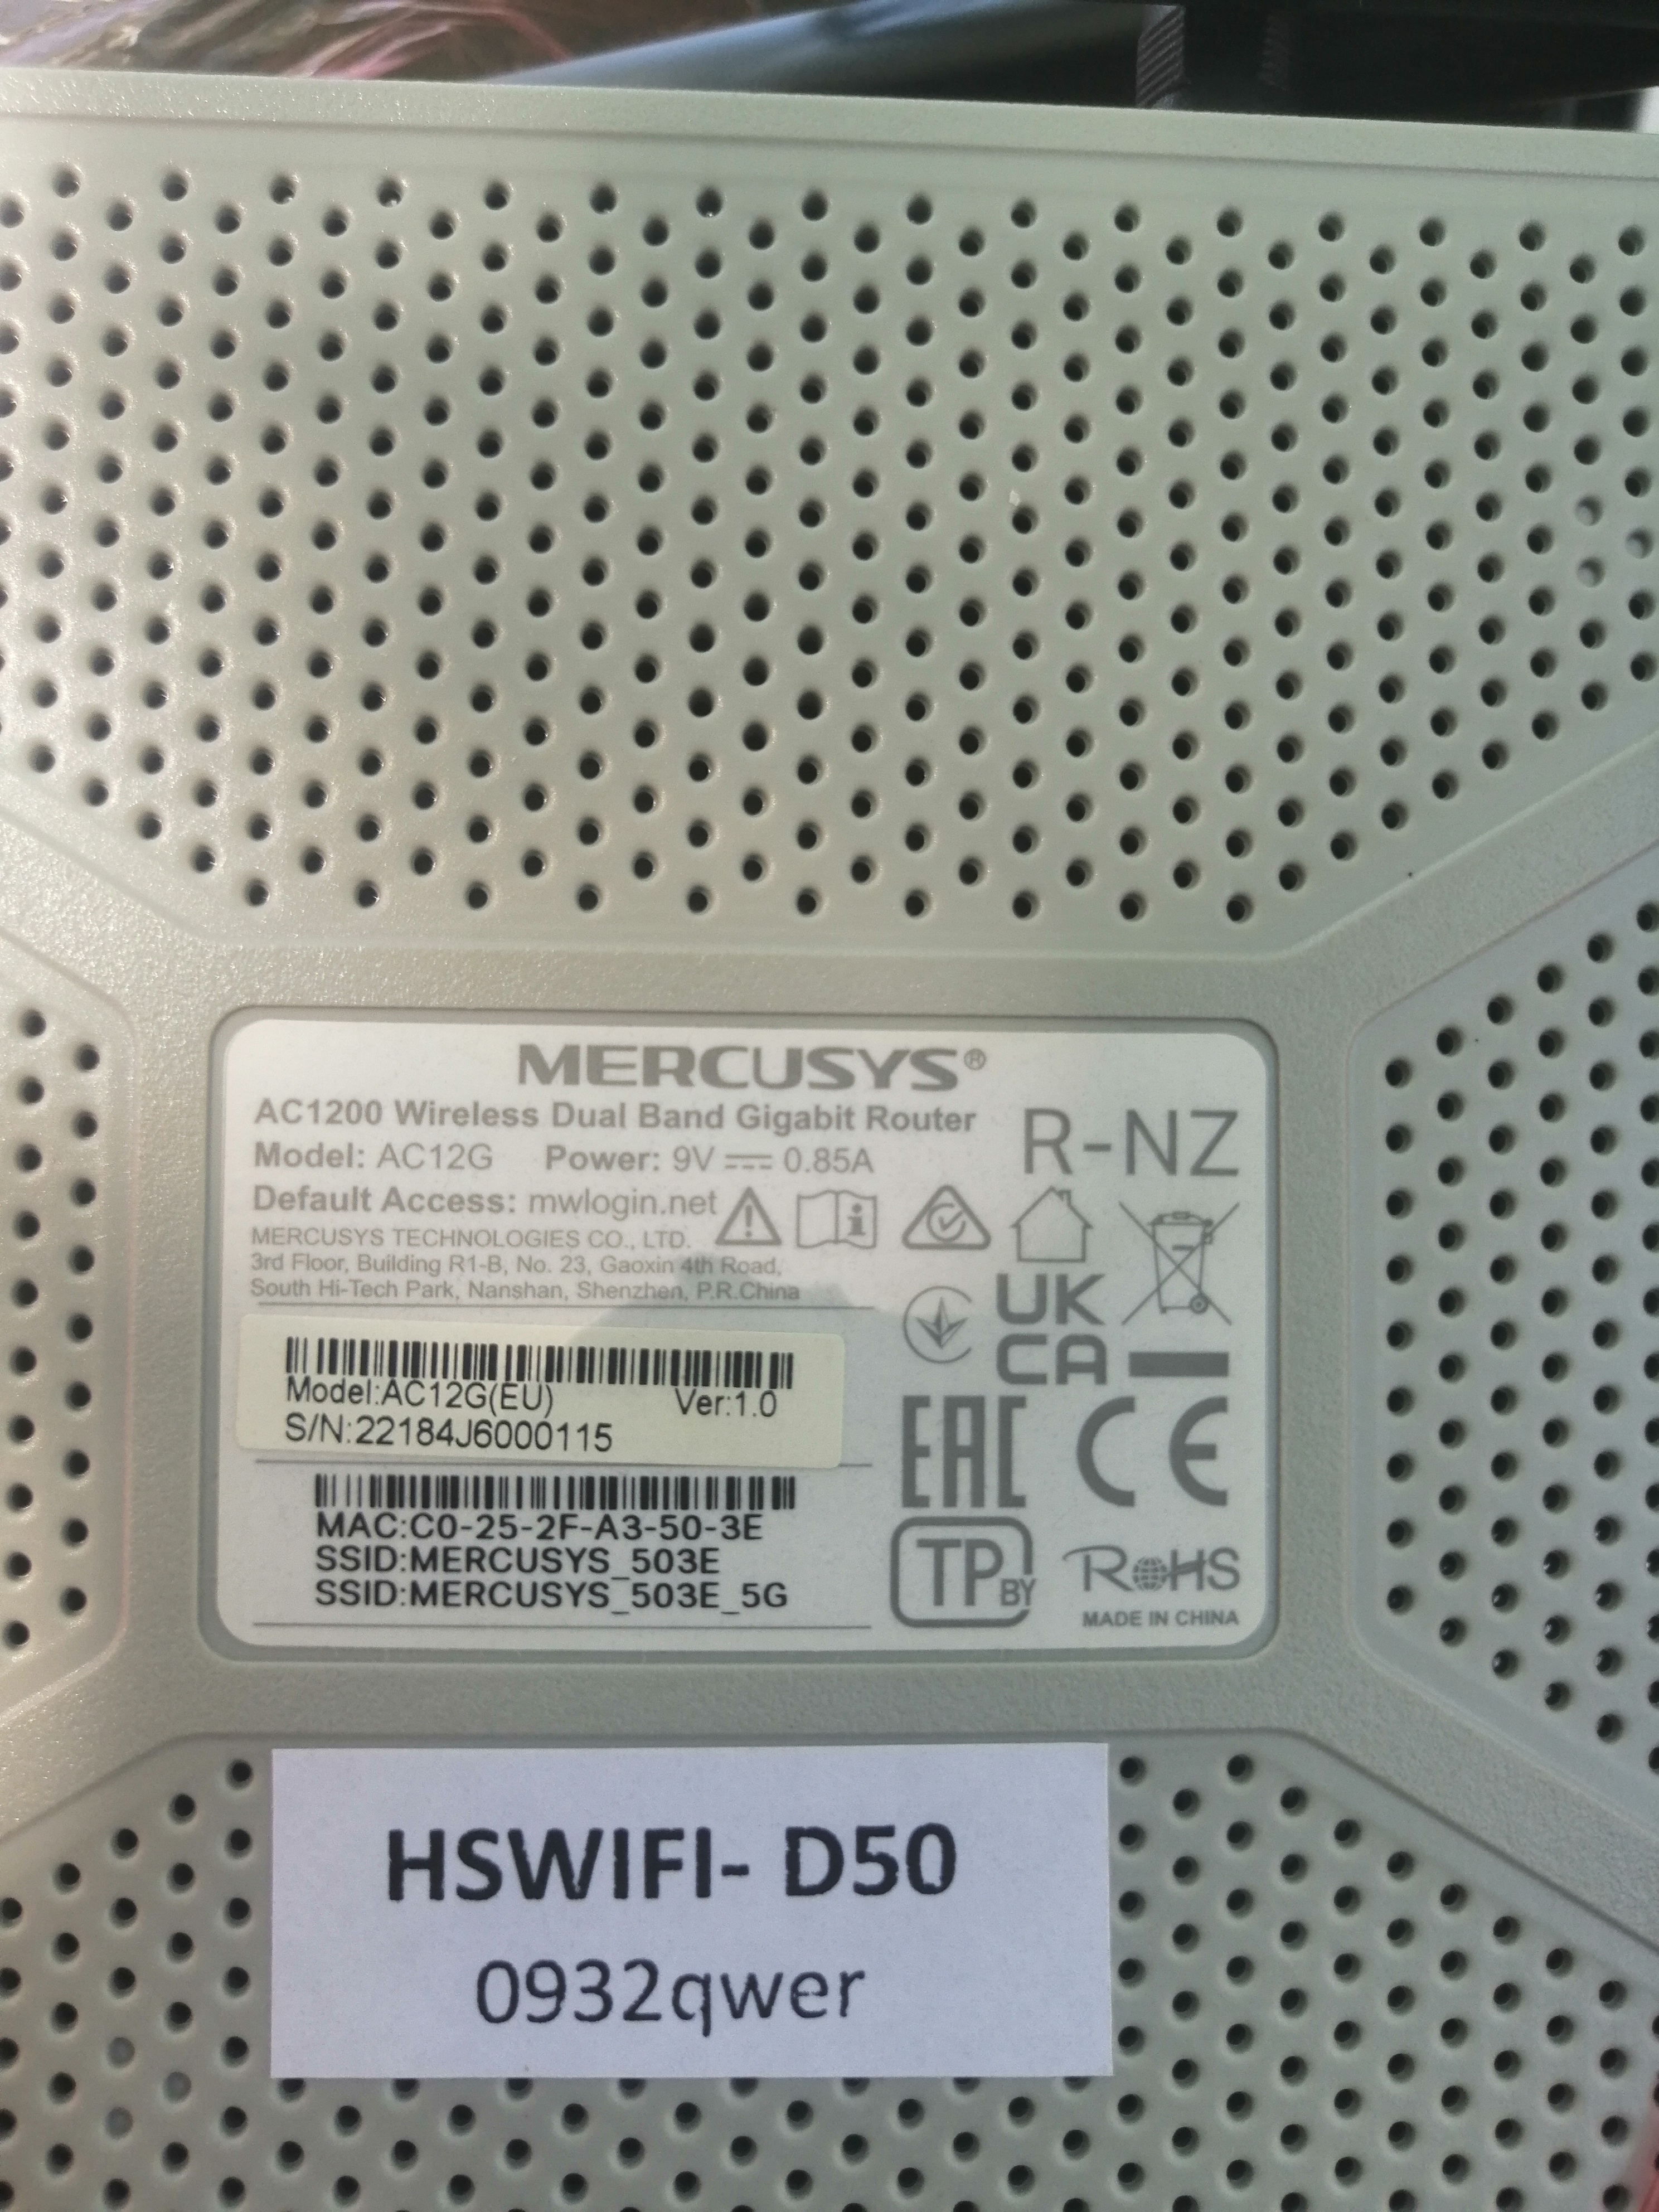 MERCUSYS®
AC1200 Wireless Dual Band Gigabit Router
R-NZ
Model: AC12G Power: 9V ⎓ 0.85A
Default Access: mwlogin.net
MERCUSYS TECHNOLOGIES CO., LTD.
3rd Floor, Building R1-B, No. 23, Gaoxin 4th Road,
South Hi-Tech Park, Nanshan, Shenzhen, P.R.China
UK
CA
Model:AC12G(EU) Ver:1.0
S/N:22184J6000115
EAC CE
MAC:C0-25-2F-A3-50-3E
SSID:MERCUSYS_503E
SSID:MERCUSYS_503E_5G
TP BY
RoHS
MADE IN CHINA
HSWIFI- D50
0932qwer